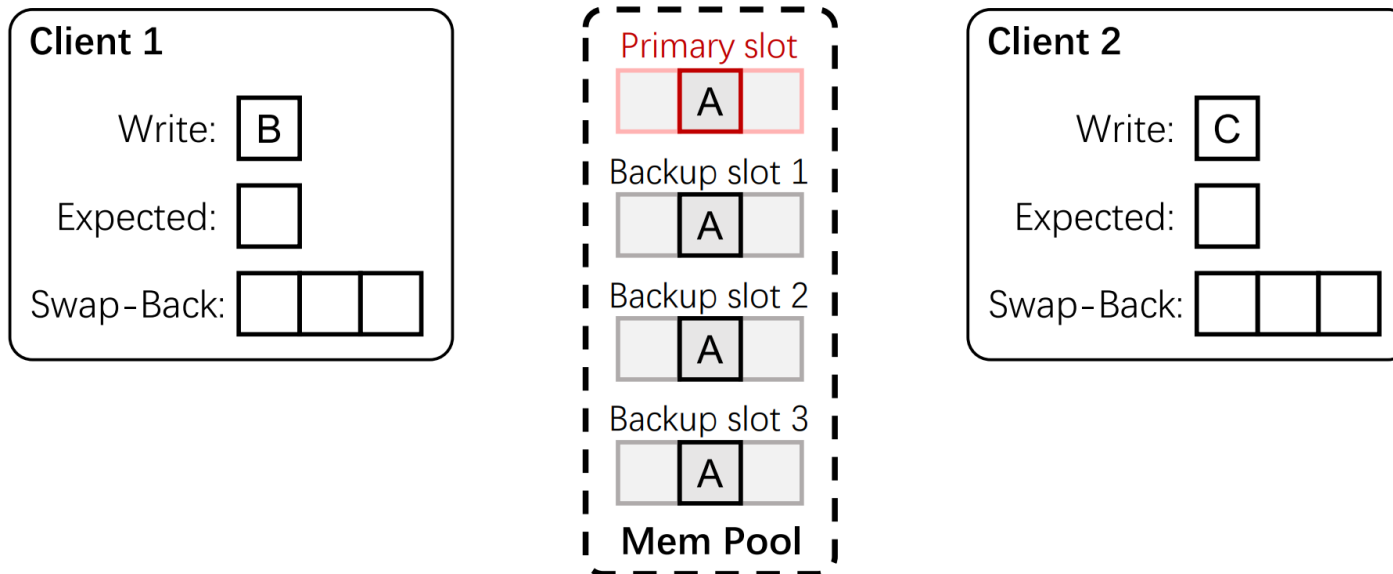 Client 1
Write: B
Expected:
Swap-Back:
Primary slot
A
Backup slot 1
A
Backup slot 2
A
Backup slot 3
A
Mem Pool
Client 2
Write: C
Expected:
Swap-Back: